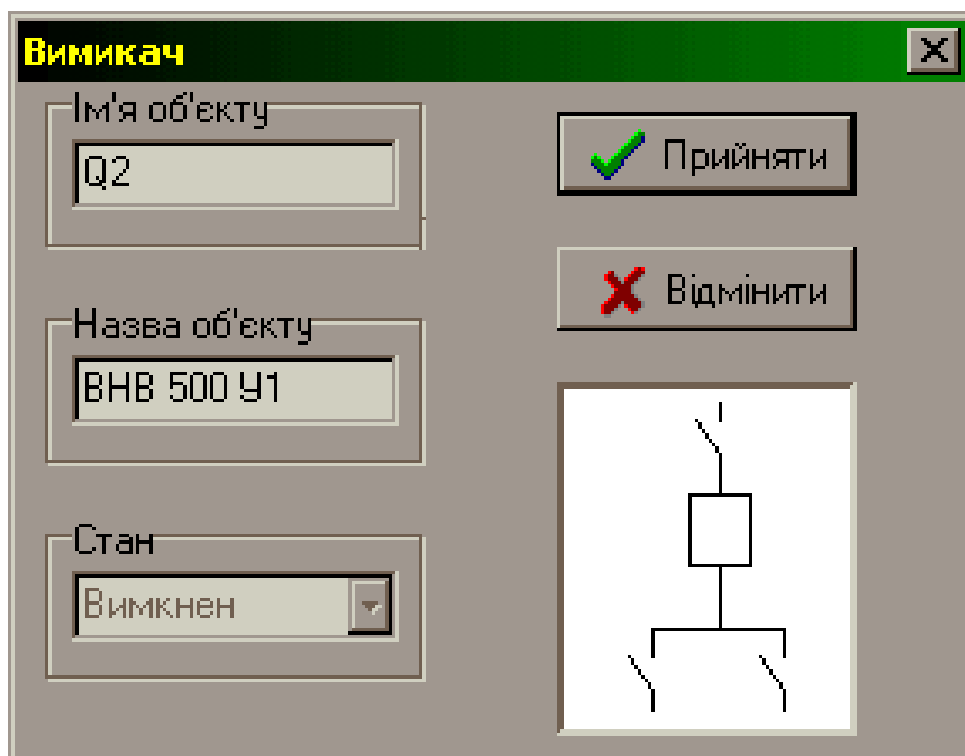 Вимикач
Ім'я об'єкту
Q2
Назва об'єкту
ВНВ 500 У1
Стан
Вимкнен
Прийняти
Відмінити